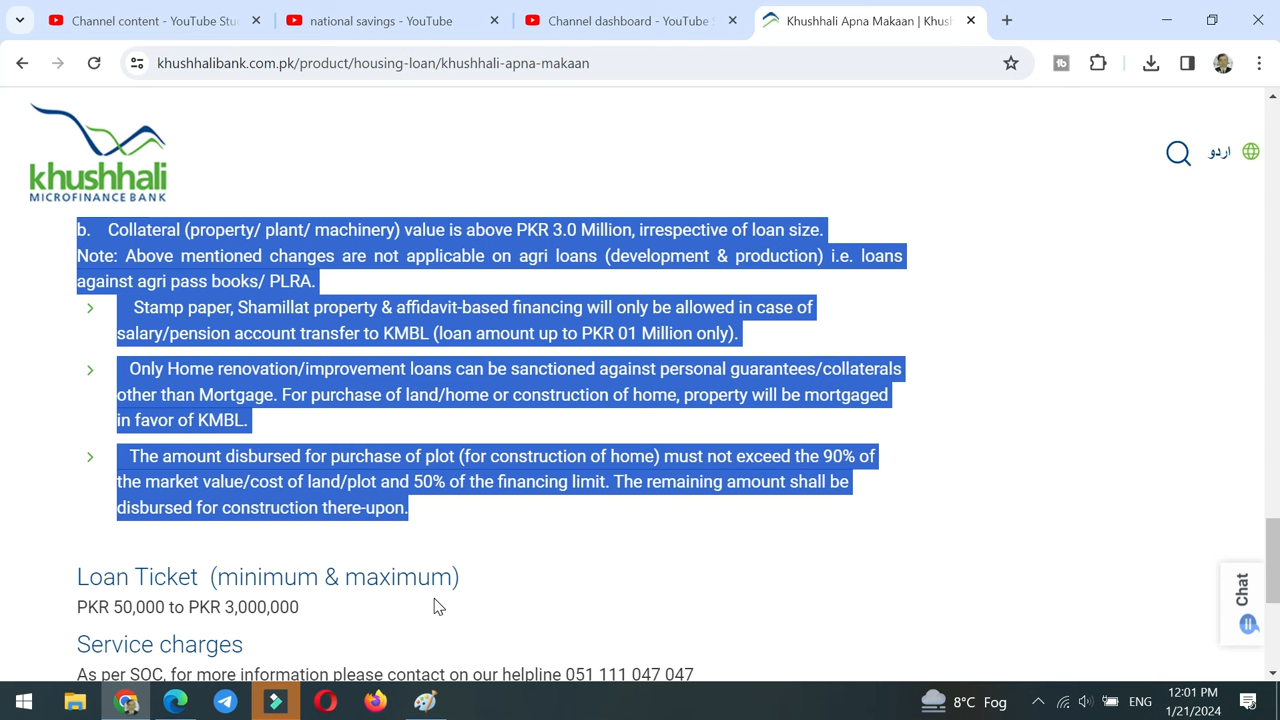 Channel content - YouTube Stu
national savings - YouTube
Channel dashboard - YouTube S
Khushhali Apna Makaan | Khush
khushhalibank.com.pk/product/housing-loan/khushhali-apna-makaan
tb
khushhali
MICROFINANCE BANK
اردو
b. Collateral (property/ plant/ machinery) value is above PKR 3.0 Million, irrespective of loan size.
Note: Above mentioned changes are not applicable on agri loans (development & production) i.e. loans
against agri pass books/ PLRA.
Stamp paper, Shamillat property & affidavit-based financing will only be allowed in case of
salary/pension account transfer to KMBL (loan amount up to PKR 01 Million only).
Only Home renovation/improvement loans can be sanctioned against personal guarantees/collaterals
other than Mortgage. For purchase of land/home or construction of home, property will be mortgaged
in favor of KMBL.
The amount disbursed for purchase of plot (for construction of home) must not exceed the 90% of
the market value/cost of land/plot and 50% of the financing limit. The remaining amount shall be
disbursed for construction there-upon.
Loan Ticket (minimum & maximum)
PKR 50,000 to PKR 3,000,000
Service charges
As per SOC, for more information please contact on our helpline 051 111 047 047
Chat
8°C Fog
ENG
12:01 PM
1/21/2024